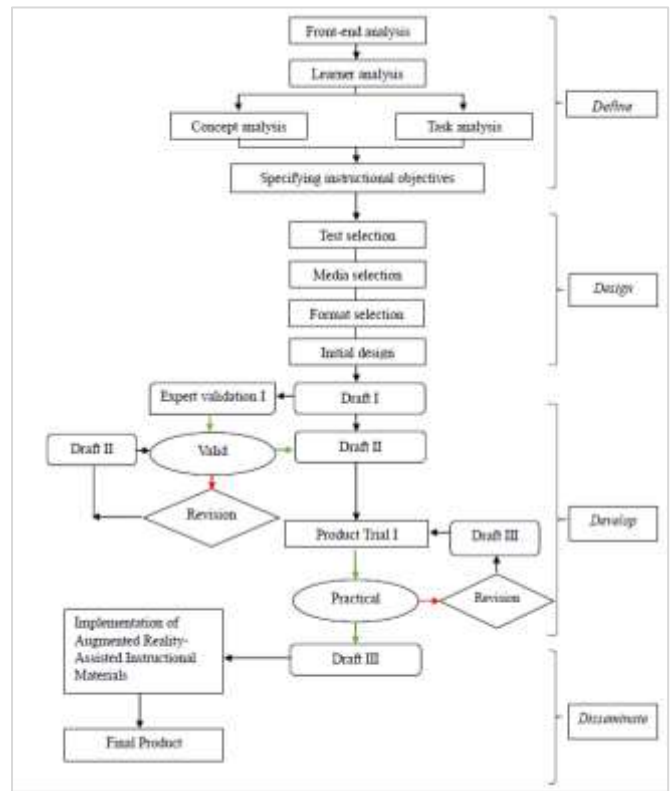 Front-end analysis
Learner analysis
Concept analysis
Task analysis
Define
Specifying instructional objectives
Test selection
Media selection
Design
Format selection
Initial design
Expert validation I
Draft I
Draft II
Valid
Draft II
Revision
Develop
Product Trial I
Draft III
Practical
Revision
Implementation of
Augmented Reality-
Assisted Instructional
Materials
Draft III
Dissaminate
Final Product